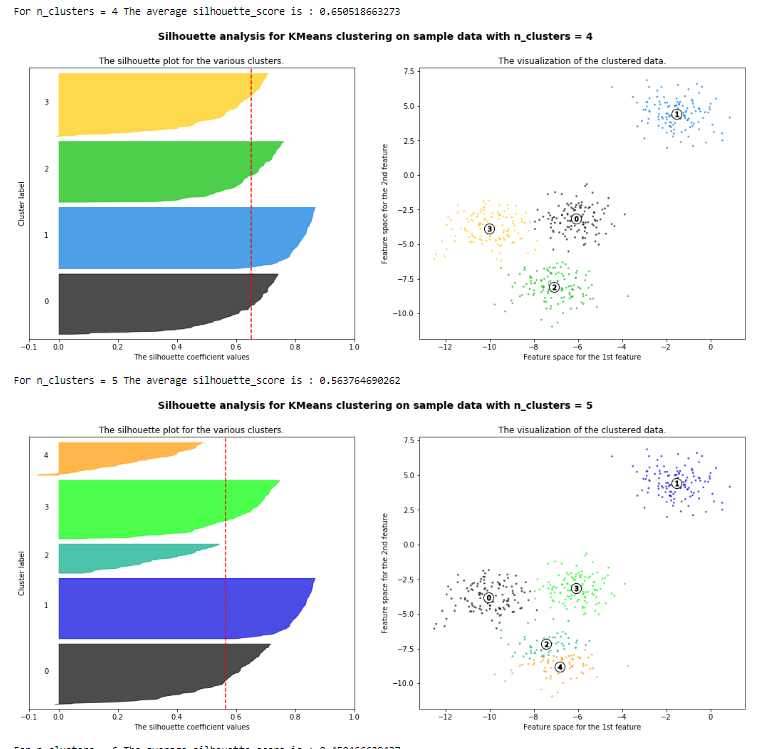 For n_clusters = 4 The average silhouette_score is : 0.650518663273
Silhouette analysis for KMeans clustering on sample data with n_clusters = 4
The silhouette plot for the various clusters.
Cluster label
3
2
1
0
−0.1 0.0 0.2 0.4 0.6 0.8 1.0
The silhouette coefficient values
The visualization of the clustered data.
Feature space for the 2nd feature
7.5
5.0
2.5
0.0
−2.5
−5.0
−7.5
−10.0
1
0
3
2
−12 −10 −8 −6 −4 −2 0
Feature space for the 1st feature
For n_clusters = 5 The average silhouette_score is : 0.563764690262
Silhouette analysis for KMeans clustering on sample data with n_clusters = 5
The silhouette plot for the various clusters.
Cluster label
4
3
2
1
0
−0.1 0.0 0.2 0.4 0.6 0.8 1.0
The silhouette coefficient values
The visualization of the clustered data.
Feature space for the 2nd feature
7.5
5.0
2.5
0.0
−2.5
−5.0
−7.5
−10.0
1
3
0
2
4
−12 −10 −8 −6 −4 −2 0
Feature space for the 1st feature